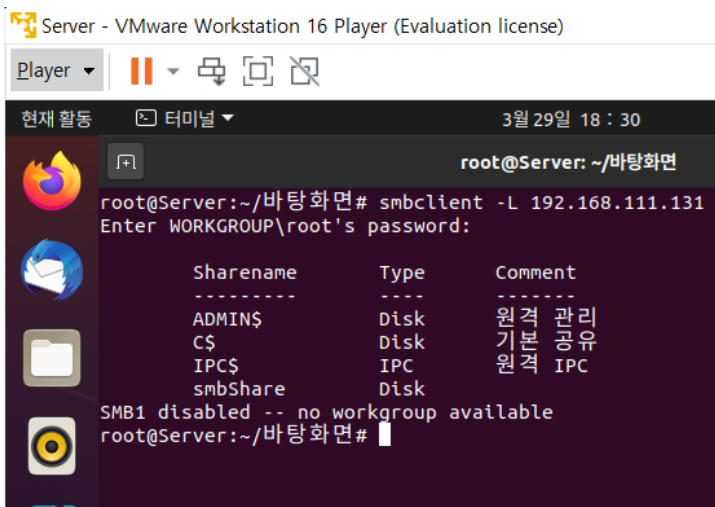 Server - VMware Workstation 16 Player (Evaluation license)
Player
현재 활동 터미널 3월 29일 18 : 30
root@Server: ~/바탕화면
root@Server:~/바탕화면# smbclient -L 192.168.111.131
Enter WORKGROUP\root's password:
Sharename Type Comment
--------- ---- -------
ADMIN$ Disk 원격 관리
C$ Disk 기본 공유
IPC$ IPC 원격 IPC
smbShare Disk
SMB1 disabled -- no workgroup available
root@Server:~/바탕화면#